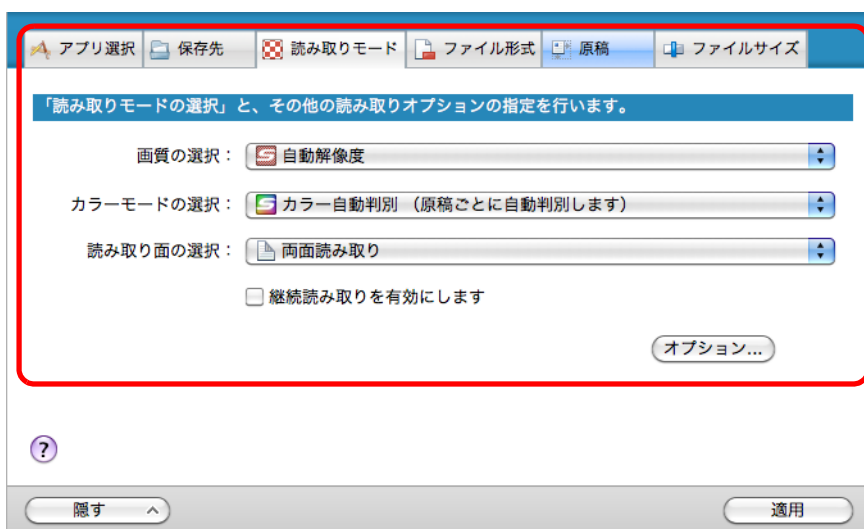 アプリ選択 保存先 読み取りモード ファイル形式 原稿 ファイルサイズ
「読み取りモードの選択」と、その他の読み取りオプションの指定を行います。
画質の選択： 自動解像度
カラーモードの選択： カラー自動判別 （原稿ごとに自動判別します）
読み取り面の選択： 両面読み取り
継続読み取りを有効にします
オプション...
?
隠す 適用